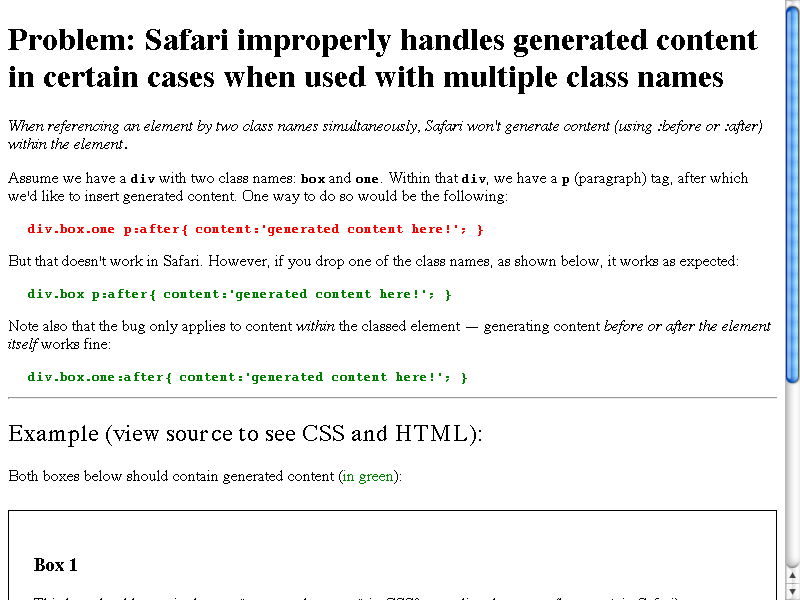 Problem: Safari improperly handles generated content
in certain cases when used with multiple class names
When referencing an element by two class names simultaneously, Safari won't generate content (using :before or :after)
within the element.
Assume we have a div with two class names: box and one. Within that div, we have a p (paragraph) tag, after which
we'd like to insert generated content. One way to do so would be the following:
div.box.one p:after{ content:'generated content here!'; }
But that doesn't work in Safari. However, if you drop one of the class names, as shown below, it works as expected:
div.box p:after{ content:'generated content here!'; }
Note also that the bug only applies to content within the classed element — generating content before or after the element
itself works fine:
div.box.one:after{ content:'generated content here!'; }
Example (view source to see CSS and HTML):
Both boxes below should contain generated content (in green):
Box 1